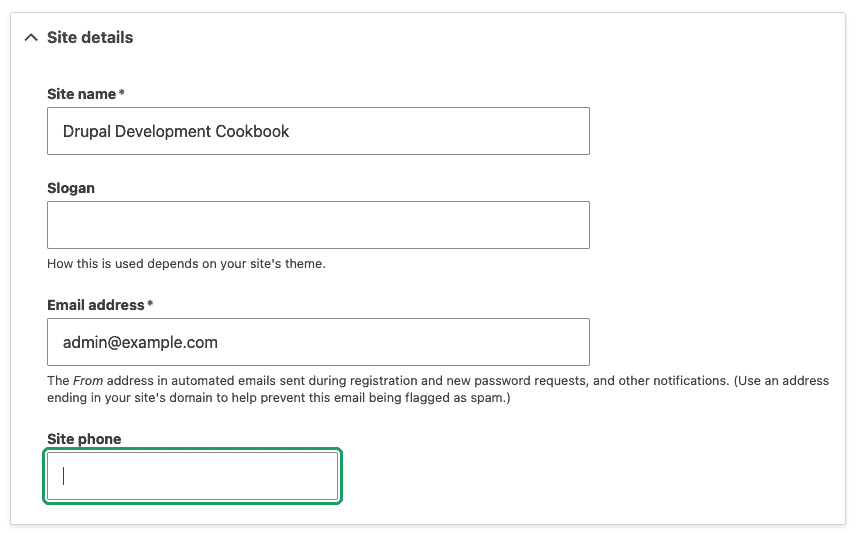 Site details
Site name*
Drupal Development Cookbook
Slogan
How this is used depends on your site's theme.
Email address*
admin@example.com
The From address in automated emails sent during registration and new password requests, and other notifications. (Use an address
ending in your site's domain to help prevent this email being flagged as spam.)
Site phone